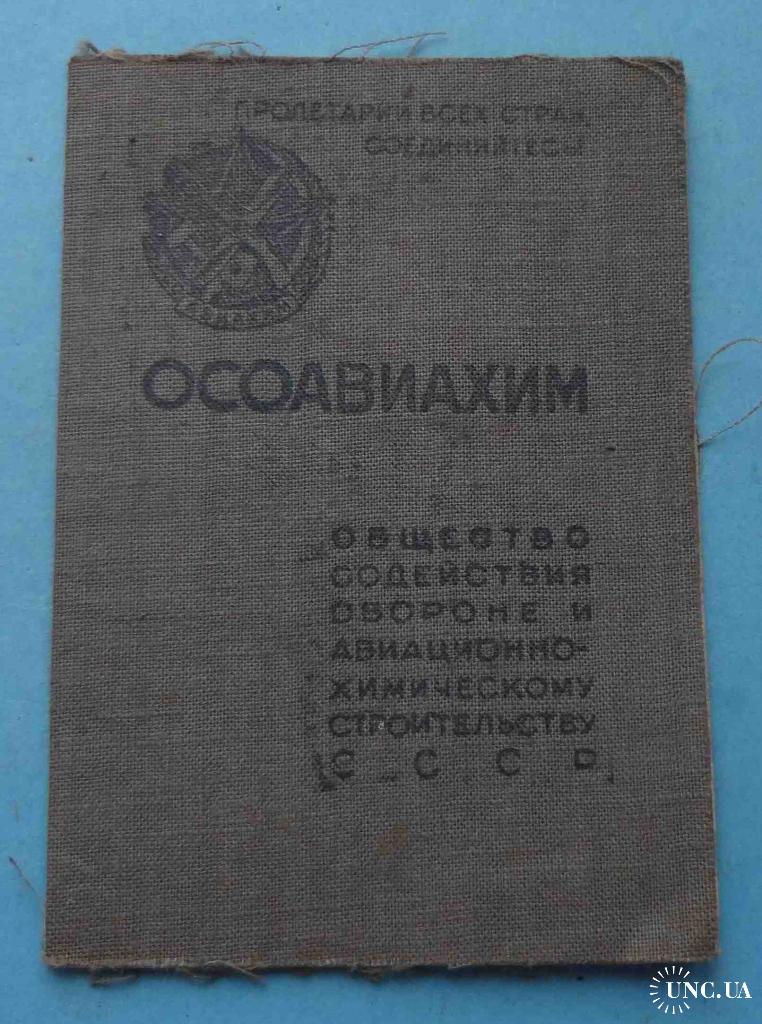 ПРОЛЕТАРИИ ВСЕХ СТРАН,
СОЕДИНЯЙТЕСЬ!
ОСОАВИАХИМ
ОБЩЕСТВО
СОДЕЙСТВИЯ
ОБОРОНЕ И
АВИАЦИОННО-
ХИМИЧЕСКОМУ
СТРОИТЕЛЬСТВУ
С С С Р
UNC.UA